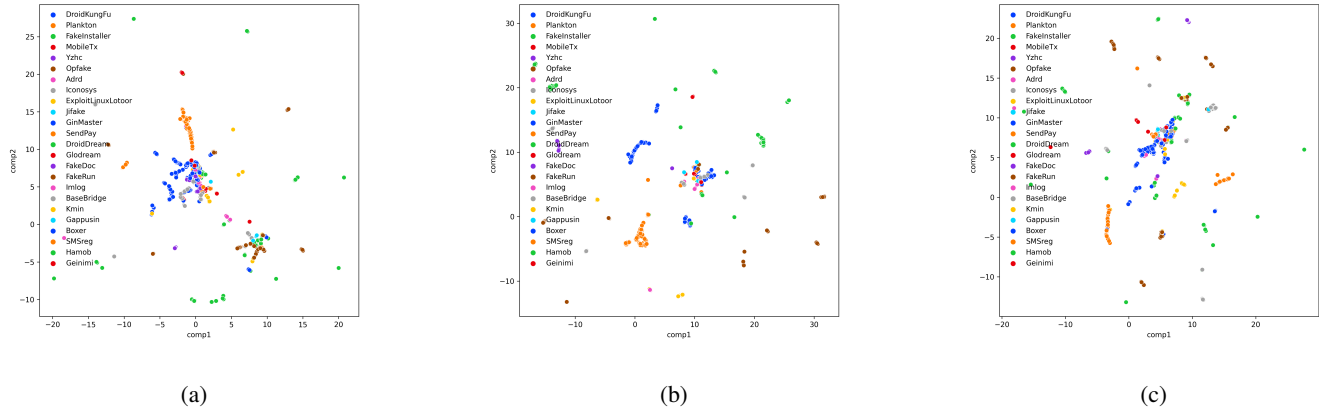 DroidKungFu
Plankton
FakeInstaller
MobileTx
Yzhc
Opfake
Adrd
Iconosys
ExploitLinuxLotoor
Jifake
GinMaster
SendPay
DroidDream
Glodream
FakeDoc
FakeRun
Imlog
BaseBridge
Kmin
Gappusin
Boxer
SMSreg
Hamob
Geinimi
25
20
15
10
5
0
−5
−10
comp2
−20 −15 −10 −5 0 5 10 15 20
comp1
(a)
DroidKungFu
Plankton
FakeInstaller
MobileTx
Yzhc
Opfake
Adrd
Iconosys
ExploitLinuxLotoor
Jifake
GinMaster
SendPay
DroidDream
Glodream
FakeDoc
FakeRun
Imlog
BaseBridge
Kmin
Gappusin
Boxer
SMSreg
Hamob
Geinimi
30
20
10
0
−10
comp2
−10 0 10 20 30
comp1
(b)
DroidKungFu
Plankton
FakeInstaller
MobileTx
Yzhc
Opfake
Adrd
Iconosys
ExploitLinuxLotoor
Jifake
GinMaster
SendPay
DroidDream
Glodream
FakeDoc
FakeRun
Imlog
BaseBridge
Kmin
Gappusin
Boxer
SMSreg
Hamob
Geinimi
20
15
10
5
0
−5
−10
comp2
−20 −10 0 10 20
comp1
(c)